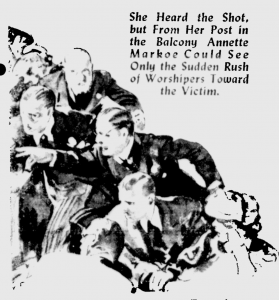 She Heard the Shot,
but From Her Post in
the Balcony Annette
Markoe Could See
Only the Sudden Rush
of Worshipers Toward
the Victim.